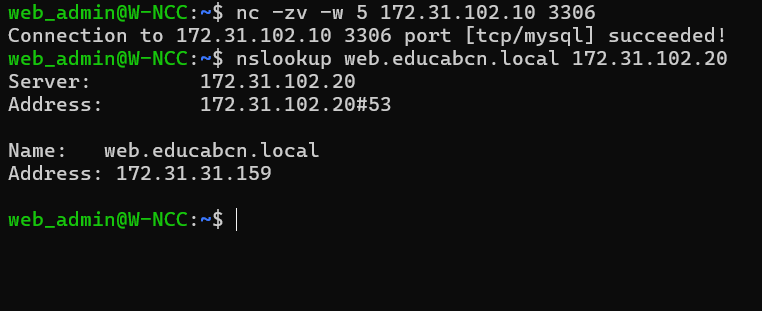 web_admin@W-NCC:~$ nc -zv -w 5 172.31.102.10 3306
Connection to 172.31.102.10 3306 port [tcp/mysql] succeeded!
web_admin@W-NCC:~$ nslookup web.educabcn.local 172.31.102.20
Server:         172.31.102.20
Address:        172.31.102.20#53

Name:   web.educabcn.local
Address: 172.31.31.159

web_admin@W-NCC:~$